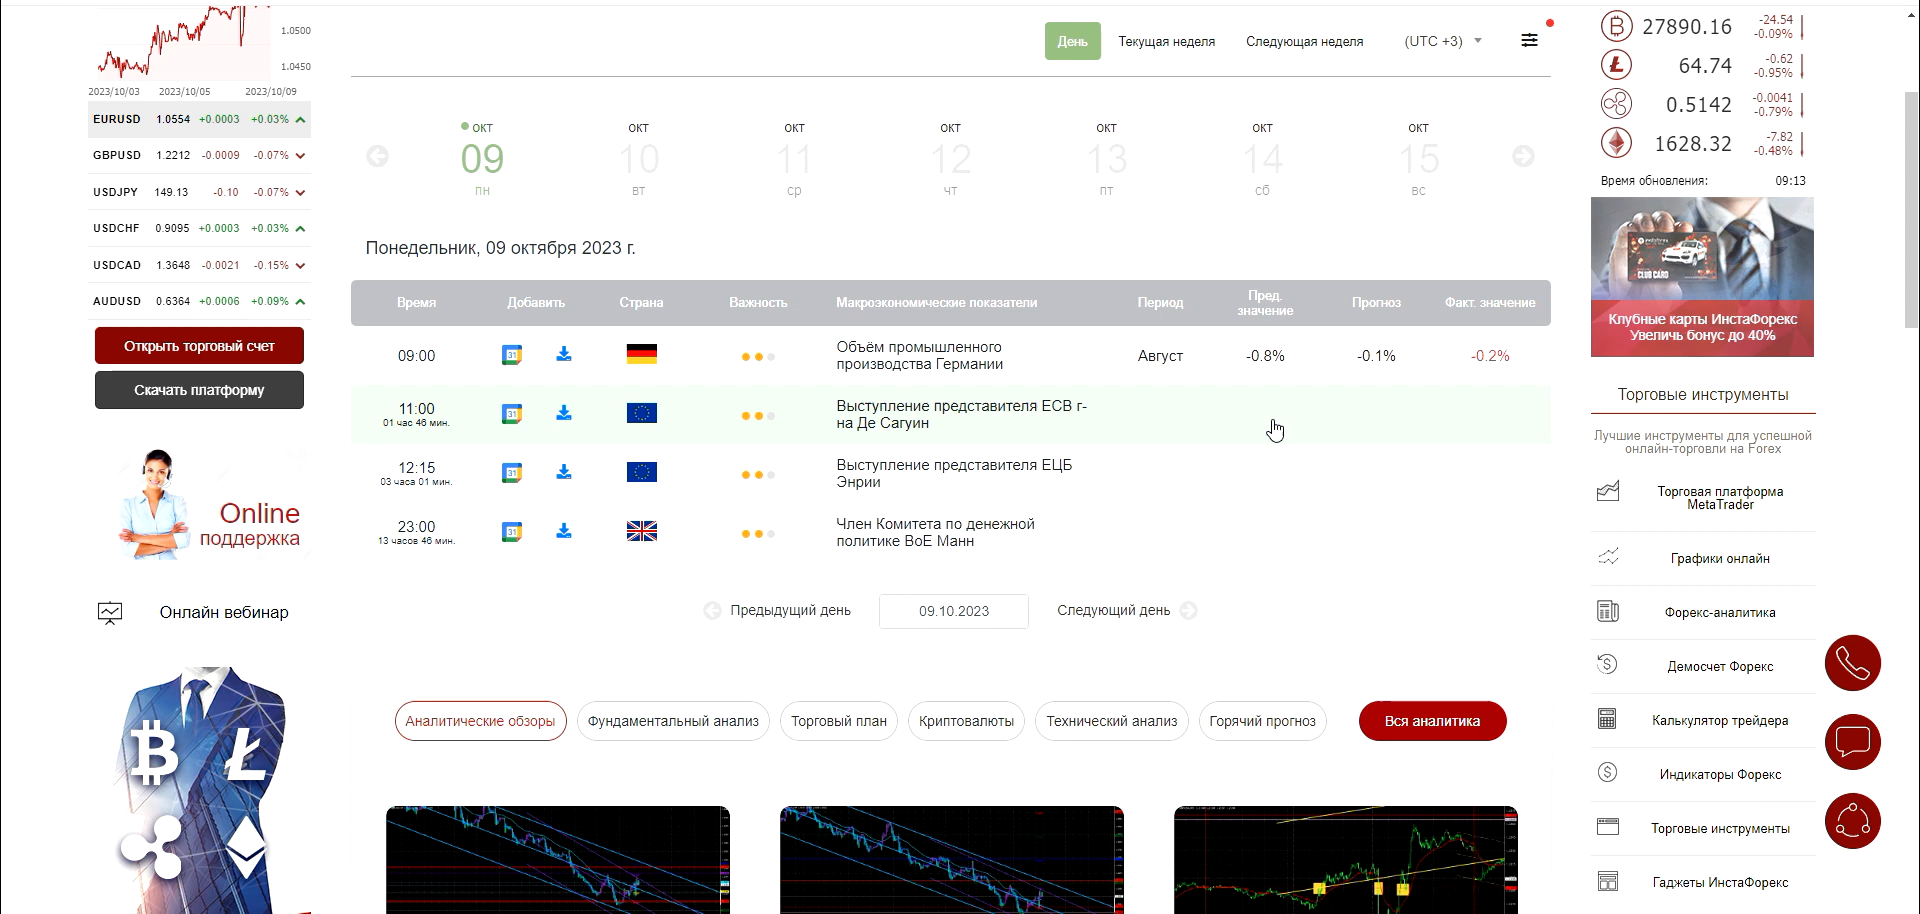 1.0500
1.0450
2023/10/03 2023/10/05 2023/10/09
EURUSD 1.0554 +0.0003 +0.03%
GBPUSD 1.2212 -0.0009 -0.07%
USDJPY 149.13 -0.10 -0.07%
USDCHF 0.9095 +0.0003 +0.03%
USDCAD 1.3648 -0.0021 -0.15%
AUDUSD 0.6364 +0.0006 +0.09%
Открыть торговый счет
Скачать платформу
Online
поддержка
Онлайн вебинар
День Текущая неделя Следующая неделя (UTC +3)
окт окт окт окт окт окт окт
09 10 11 12 13 14 15
пн вт ср чт пт сб вс
Понедельник, 09 октября 2023 г.
Время Добавить Страна Важность Макроэкономические показатели Период Пред. значение Прогноз Факт. значение
09:00 31 Объём промышленного Август -0.8% -0.1% -0.2%
производства Германии
11:00 31 Выступление представителя ЕСВ г-
01 час 46 мин. на Де Сагуин
12:15 31 Выступление представителя ЕЦБ
03 часа 01 мин. Энрии
23:00 31 Член Комитета по денежной
13 часов 46 мин. политике BoE Манн
Предыдущий день 09.10.2023 Следующий день
Аналитические обзоры Фундаментальный анализ Торговый план Криптовалюты Технический анализ Горячий прогноз Вся аналитика
27890.16 -24.54
-0.09%
64.74 -0.62
-0.95%
0.5142 -0.0041
-0.79%
1628.32 -7.82
-0.48%
Время обновления: 09:13
CLUB CARD
Клубные карты ИнстаФорекс
Увеличь бонус до 40%
Торговые инструменты
Лучшие инструменты для успешной
онлайн-торговли на Forex
Торговая платформа
MetaTrader
Графики онлайн
Форекс-аналитика
Демосчет Форекс
Калькулятор трейдера
Индикаторы Форекс
Торговые инструменты
Гаджеты ИнстаФорекс